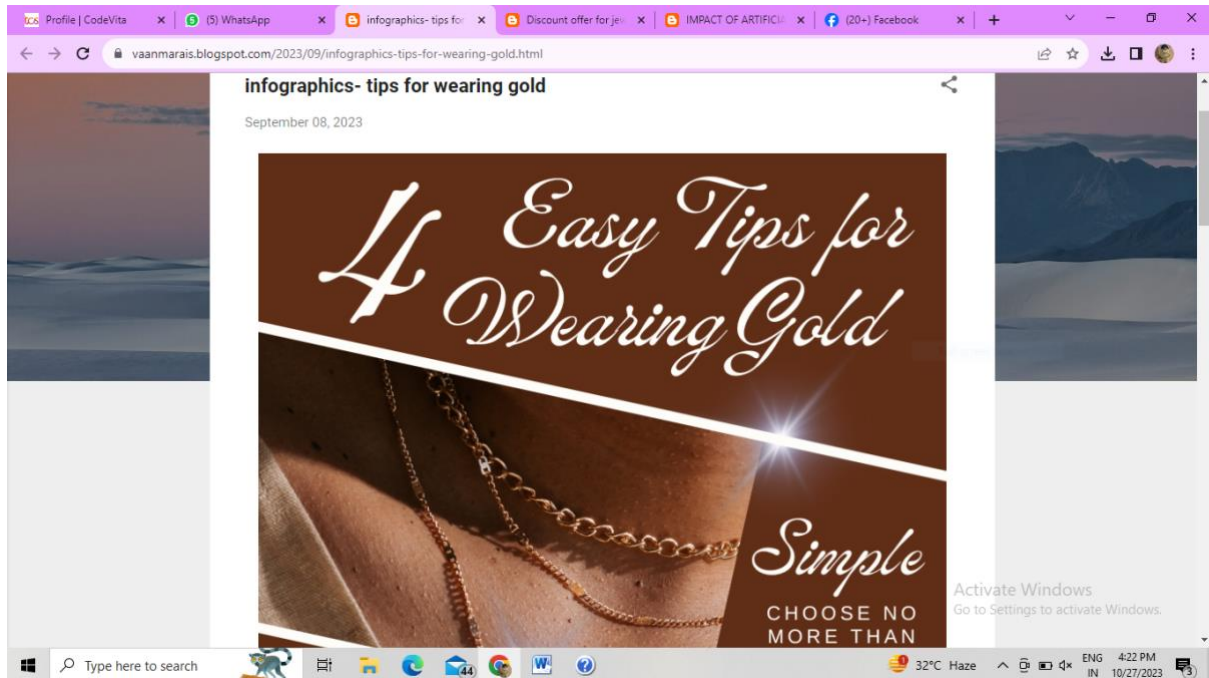 Profile | CodeVita
(5) WhatsApp
infographics- tips for
Discount offer for jew
IMPACT OF ARTIFICIA
(20+) Facebook
vaanmarais.blogspot.com/2023/09/infographics-tips-for-wearing-gold.html
infographics- tips for wearing gold
September 08, 2023
4 Easy Tips for
Wearing Gold
Simple
CHOOSE NO
MORE THAN
Activate Windows
Go to Settings to activate Windows.
Type here to search
44
32°C Haze
ENG
IN
4:22 PM
10/27/2023
3